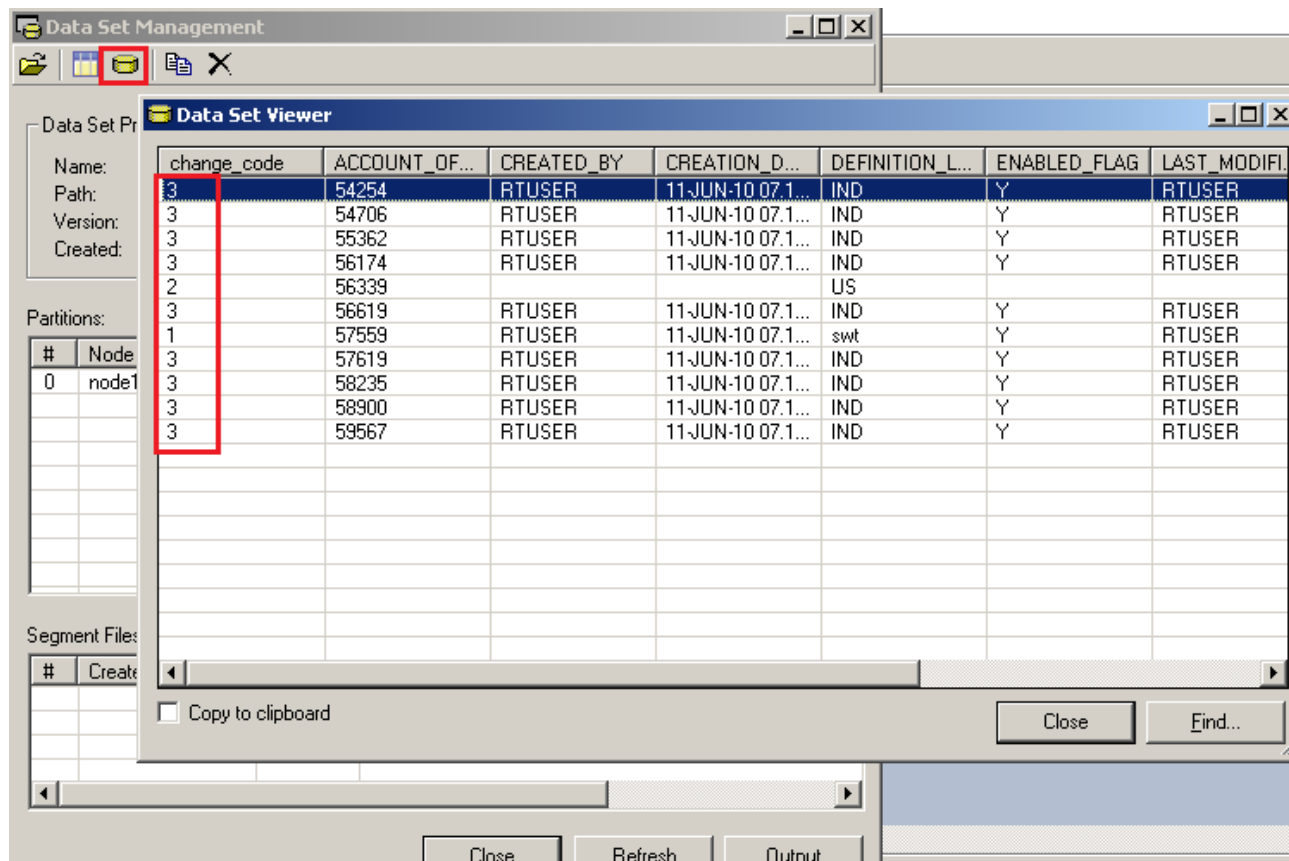 Data Set Management
Data Set Pr
Name:
Path:
Version:
Created:
Partitions:
# Node
0 node1
Segment Files
# Create
Data Set Viewer
change_code ACCOUNT_OF... CREATED_BY CREATION_D... DEFINITION_L... ENABLED_FLAG LAST_MODIFI.
3 54254 RTUSER 11-JUN-10 07.1... IND Y RTUSER
3 54706 RTUSER 11-JUN-10 07.1... IND Y RTUSER
3 55362 RTUSER 11-JUN-10 07.1... IND Y RTUSER
3 56174 RTUSER 11-JUN-10 07.1... IND Y RTUSER
2 56339 US
3 56619 RTUSER 11-JUN-10 07.1... IND Y RTUSER
1 57559 RTUSER 11-JUN-10 07.1... swt Y RTUSER
3 57619 RTUSER 11-JUN-10 07.1... IND Y RTUSER
3 58235 RTUSER 11-JUN-10 07.1... IND Y RTUSER
3 58900 RTUSER 11-JUN-10 07.1... IND Y RTUSER
3 59567 RTUSER 11-JUN-10 07.1... IND Y RTUSER
Copy to clipboard
Close Find...
Close Refresh Output